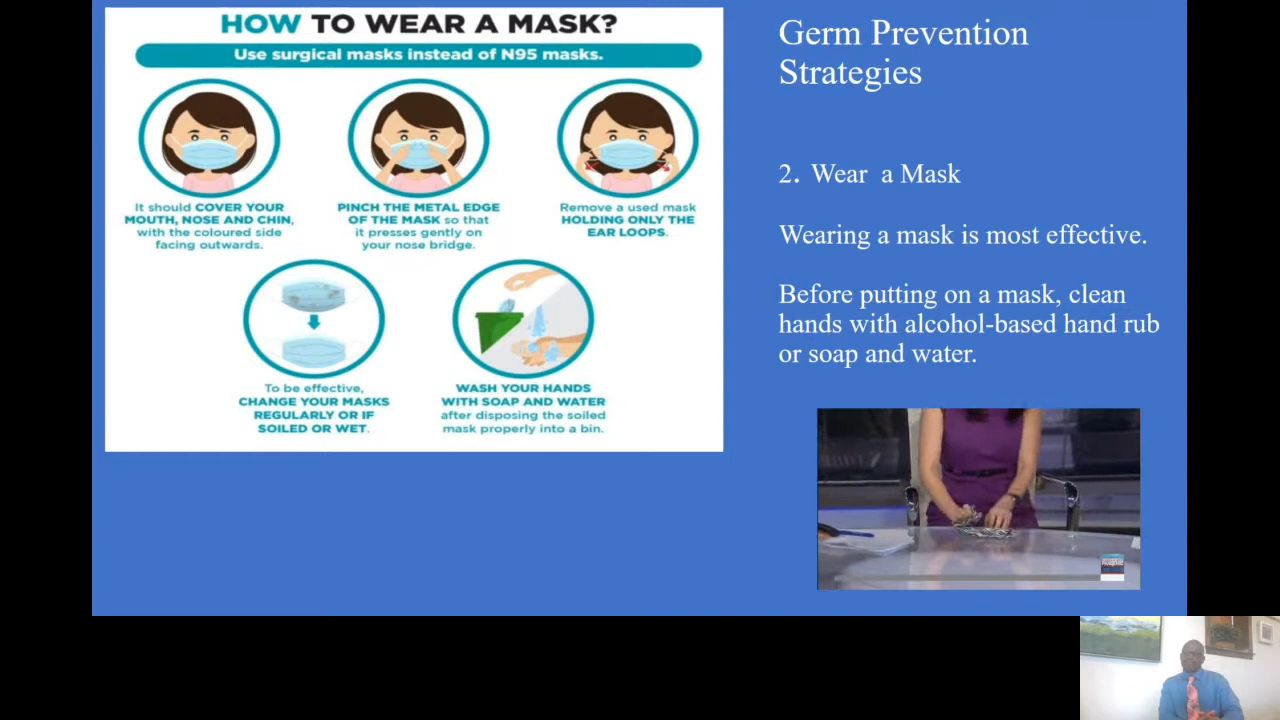 HOW TO WEAR A MASK?
Use surgical masks instead of N95 masks.
It should COVER YOUR
MOUTH, NOSE AND CHIN,
with the coloured side
facing outwards.
PINCH THE METAL EDGE
OF THE MASK so that
it presses gently on
your nose bridge.
Remove a used mask
HOLDING ONLY THE
EAR LOOPS.
To be effective,
CHANGE YOUR MASKS
REGULARLY OR IF
SOILED OR WET.
WASH YOUR HANDS
WITH SOAP AND WATER
after disposing the soiled
mask properly into a bin.
Germ Prevention
Strategies
2. Wear a Mask
Wearing a mask is most effective.
Before putting on a mask, clean
hands with alcohol-based hand rub
or soap and water.